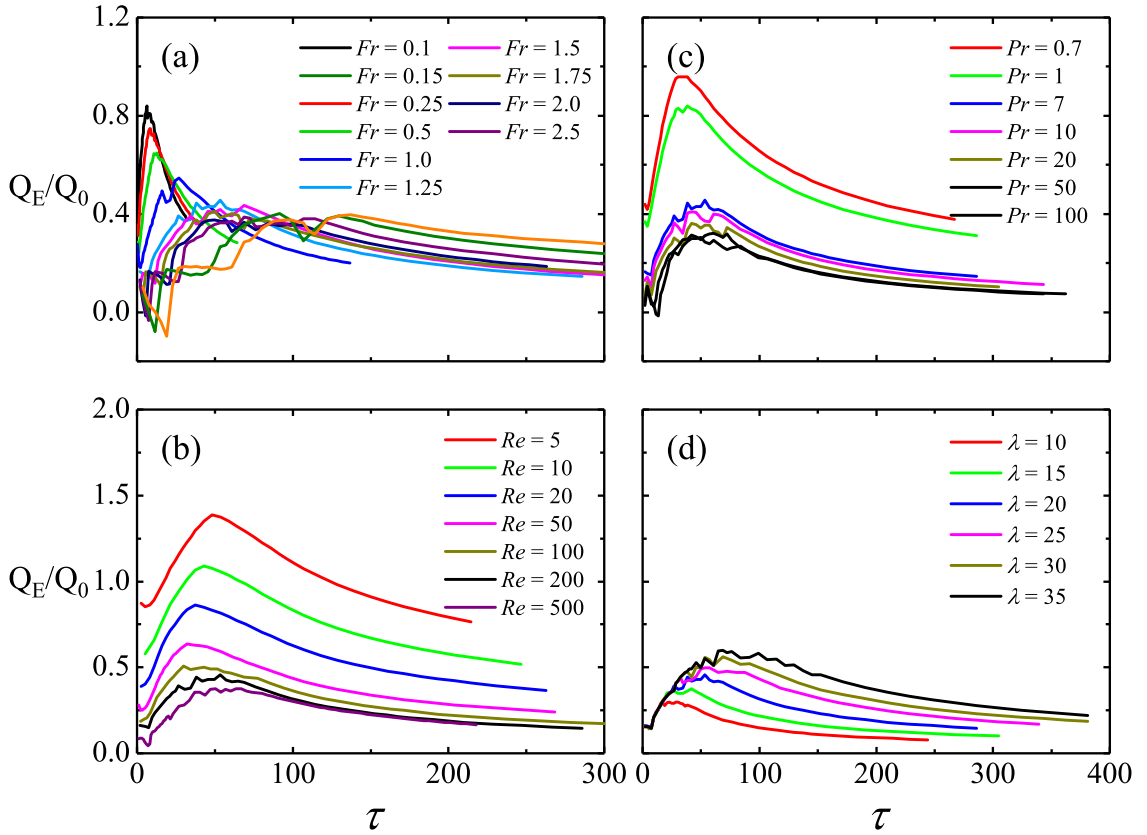 (a)
Fr = 0.1
Fr = 0.15
Fr = 0.25
Fr = 0.5
Fr = 1.0
Fr = 1.25
Fr = 1.5
Fr = 1.75
Fr = 2.0
Fr = 2.5
1.2
0.8
0.4
0.0
Q_E/Q_0
(c)
Pr = 0.7
Pr = 1
Pr = 7
Pr = 10
Pr = 20
Pr = 50
Pr = 100
(b)
Re = 5
Re = 10
Re = 20
Re = 50
Re = 100
Re = 200
Re = 500
2.0
1.5
1.0
0.5
0.0
Q_E/Q_0
0 100 200 300
τ
(d)
λ = 10
λ = 15
λ = 20
λ = 25
λ = 30
λ = 35
0 100 200 300 400
τ